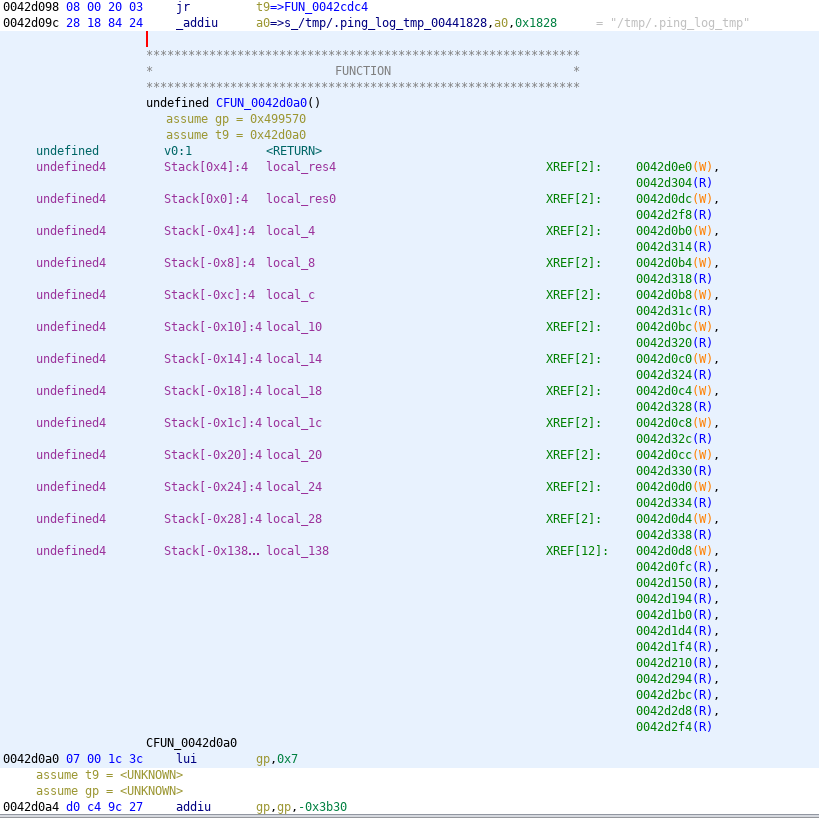 0042d098 08 00 20 03 jr t9=>FUN_0042cdc4
0042d09c 28 18 84 24 _addiu a0=>s_/tmp/.ping_log_tmp_00441828,a0,0x1828 = "/tmp/.ping_log_tmp"
**************************************************************
* FUNCTION *
**************************************************************
undefined CFUN_0042d0a0()
assume gp = 0x499570
assume t9 = 0x42d0a0
undefined v0:1 <RETURN>
undefined4 Stack[0x4]:4 local_res4 XREF[2]: 0042d0e0(W),
0042d304(R)
undefined4 Stack[0x0]:4 local_res0 XREF[2]: 0042d0dc(W),
0042d2f8(R)
undefined4 Stack[-0x4]:4 local_4 XREF[2]: 0042d0b0(W),
0042d314(R)
undefined4 Stack[-0x8]:4 local_8 XREF[2]: 0042d0b4(W),
0042d318(R)
undefined4 Stack[-0xc]:4 local_c XREF[2]: 0042d0b8(W),
0042d31c(R)
undefined4 Stack[-0x10]:4 local_10 XREF[2]: 0042d0bc(W),
0042d320(R)
undefined4 Stack[-0x14]:4 local_14 XREF[2]: 0042d0c0(W),
0042d324(R)
undefined4 Stack[-0x18]:4 local_18 XREF[2]: 0042d0c4(W),
0042d328(R)
undefined4 Stack[-0x1c]:4 local_1c XREF[2]: 0042d0c8(W),
0042d32c(R)
undefined4 Stack[-0x20]:4 local_20 XREF[2]: 0042d0cc(W),
0042d330(R)
undefined4 Stack[-0x24]:4 local_24 XREF[2]: 0042d0d0(W),
0042d334(R)
undefined4 Stack[-0x28]:4 local_28 XREF[2]: 0042d0d4(W),
0042d338(R)
undefined4 Stack[-0x138... local_138 XREF[12]: 0042d0d8(W),
0042d0fc(R),
0042d150(R),
0042d194(R),
0042d1b0(R),
0042d1d4(R),
0042d1f4(R),
0042d210(R),
0042d294(R),
0042d2bc(R),
0042d2d8(R),
0042d2f4(R)
CFUN_0042d0a0
0042d0a0 07 00 1c 3c lui gp,0x7
assume t9 = <UNKNOWN>
assume gp = <UNKNOWN>
0042d0a4 d0 c4 9c 27 addiu gp,gp,-0x3b30